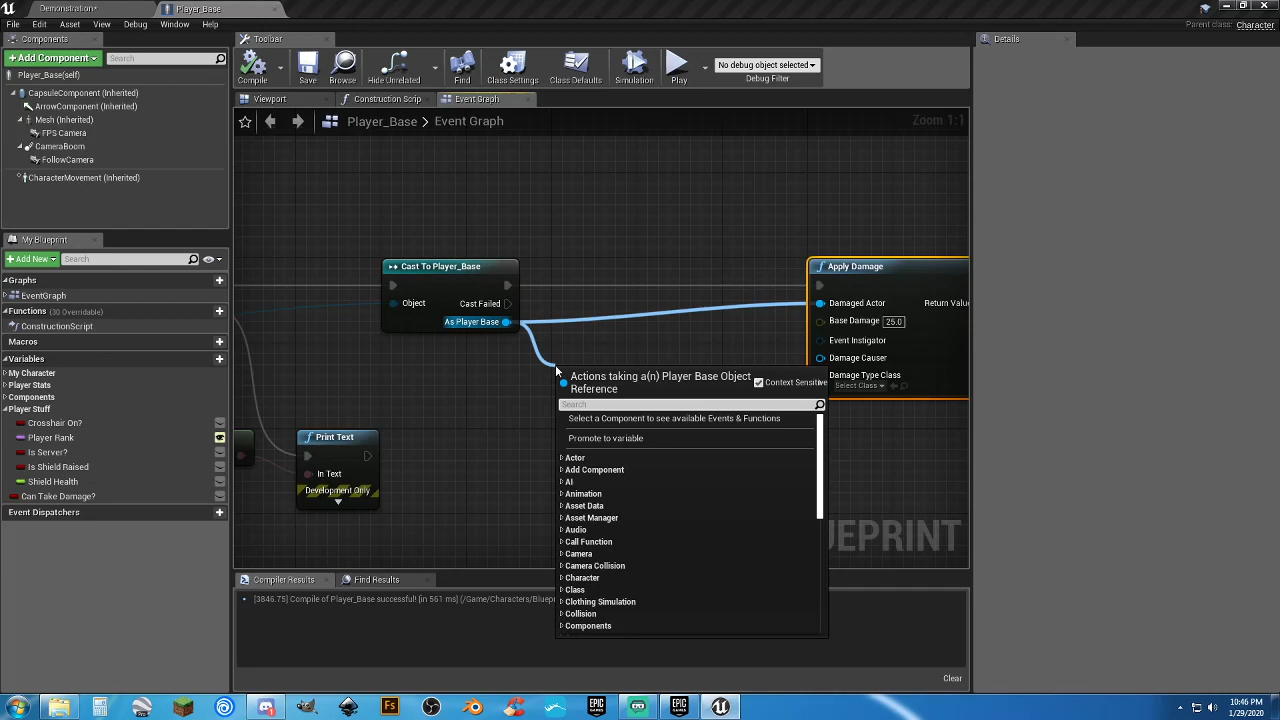 Demonstration*
Player_Base
File Edit Asset View Debug Window Help
Parent class: Character
Components
Toolbar
Details
Add Component
Search
Player_Base(self)
CapsuleComponent (Inherited)
ArrowComponent (Inherited)
Mesh (Inherited)
FPS Camera
CameraBoom
FollowCamera
CharacterMovement (Inherited)
Compile
Save
Browse
Hide Unrelated
Find
Class Settings
Class Defaults
Simulation
Play
No debug object selected
Debug Filter
Viewport
Construction Scrip
Event Graph
Player_Base > Event Graph
Zoom 1:1
My Blueprint
Add New
Search
Graphs
EventGraph
Functions (30 Overridable)
ConstructionScript
Macros
Variables
My Character
Player Stats
Components
Player Stuff
Crosshair On?
Player Rank
Is Server?
Is Shield Raised
Shield Health
Can Take Damage?
Event Dispatchers
Cast To Player_Base
Object
Cast Failed
As Player Base
Print Text
In Text
Development Only
Apply Damage
Damaged Actor
Return Value
Base Damage 25.0
Event Instigator
Damage Causer
Damage Type Class
Select Class
Actions taking a(n) Player Base Object
Reference
Context Sensitive
Search
Select a Component to see available Events & Functions
Promote to variable
Actor
Add Component
AI
Animation
Asset Data
Asset Manager
Audio
Call Function
Camera
Camera Collision
Character
Class
Clothing Simulation
Collision
Components
Compiler Results
Find Results
[3846.75] Compile of Player_Base successful! [in 561 ms] (/Game/Characters/Bluepr
Clear
Fs
EPIC
GAMES
EPIC
GAMES
10:46 PM
1/29/2020